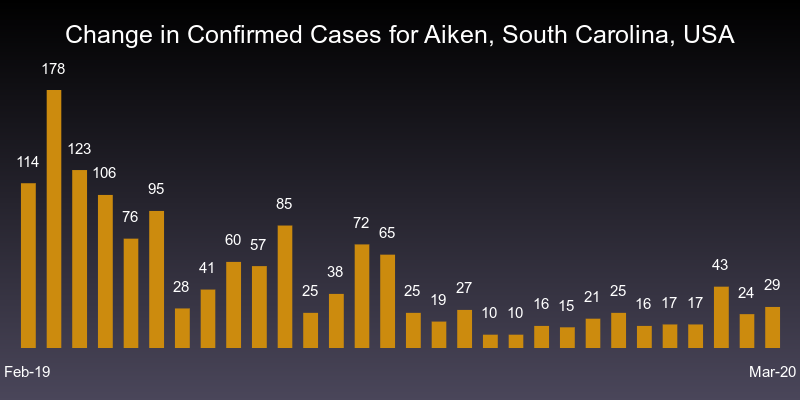 Change in Confirmed Cases for Aiken, South Carolina, USA
114 178 123 106 76 95 28 41 60 57 85 25 38 72 65 25 19 27 10 10 16 15 21 25 16 17 17 43 24 29
Feb-19 Mar-20